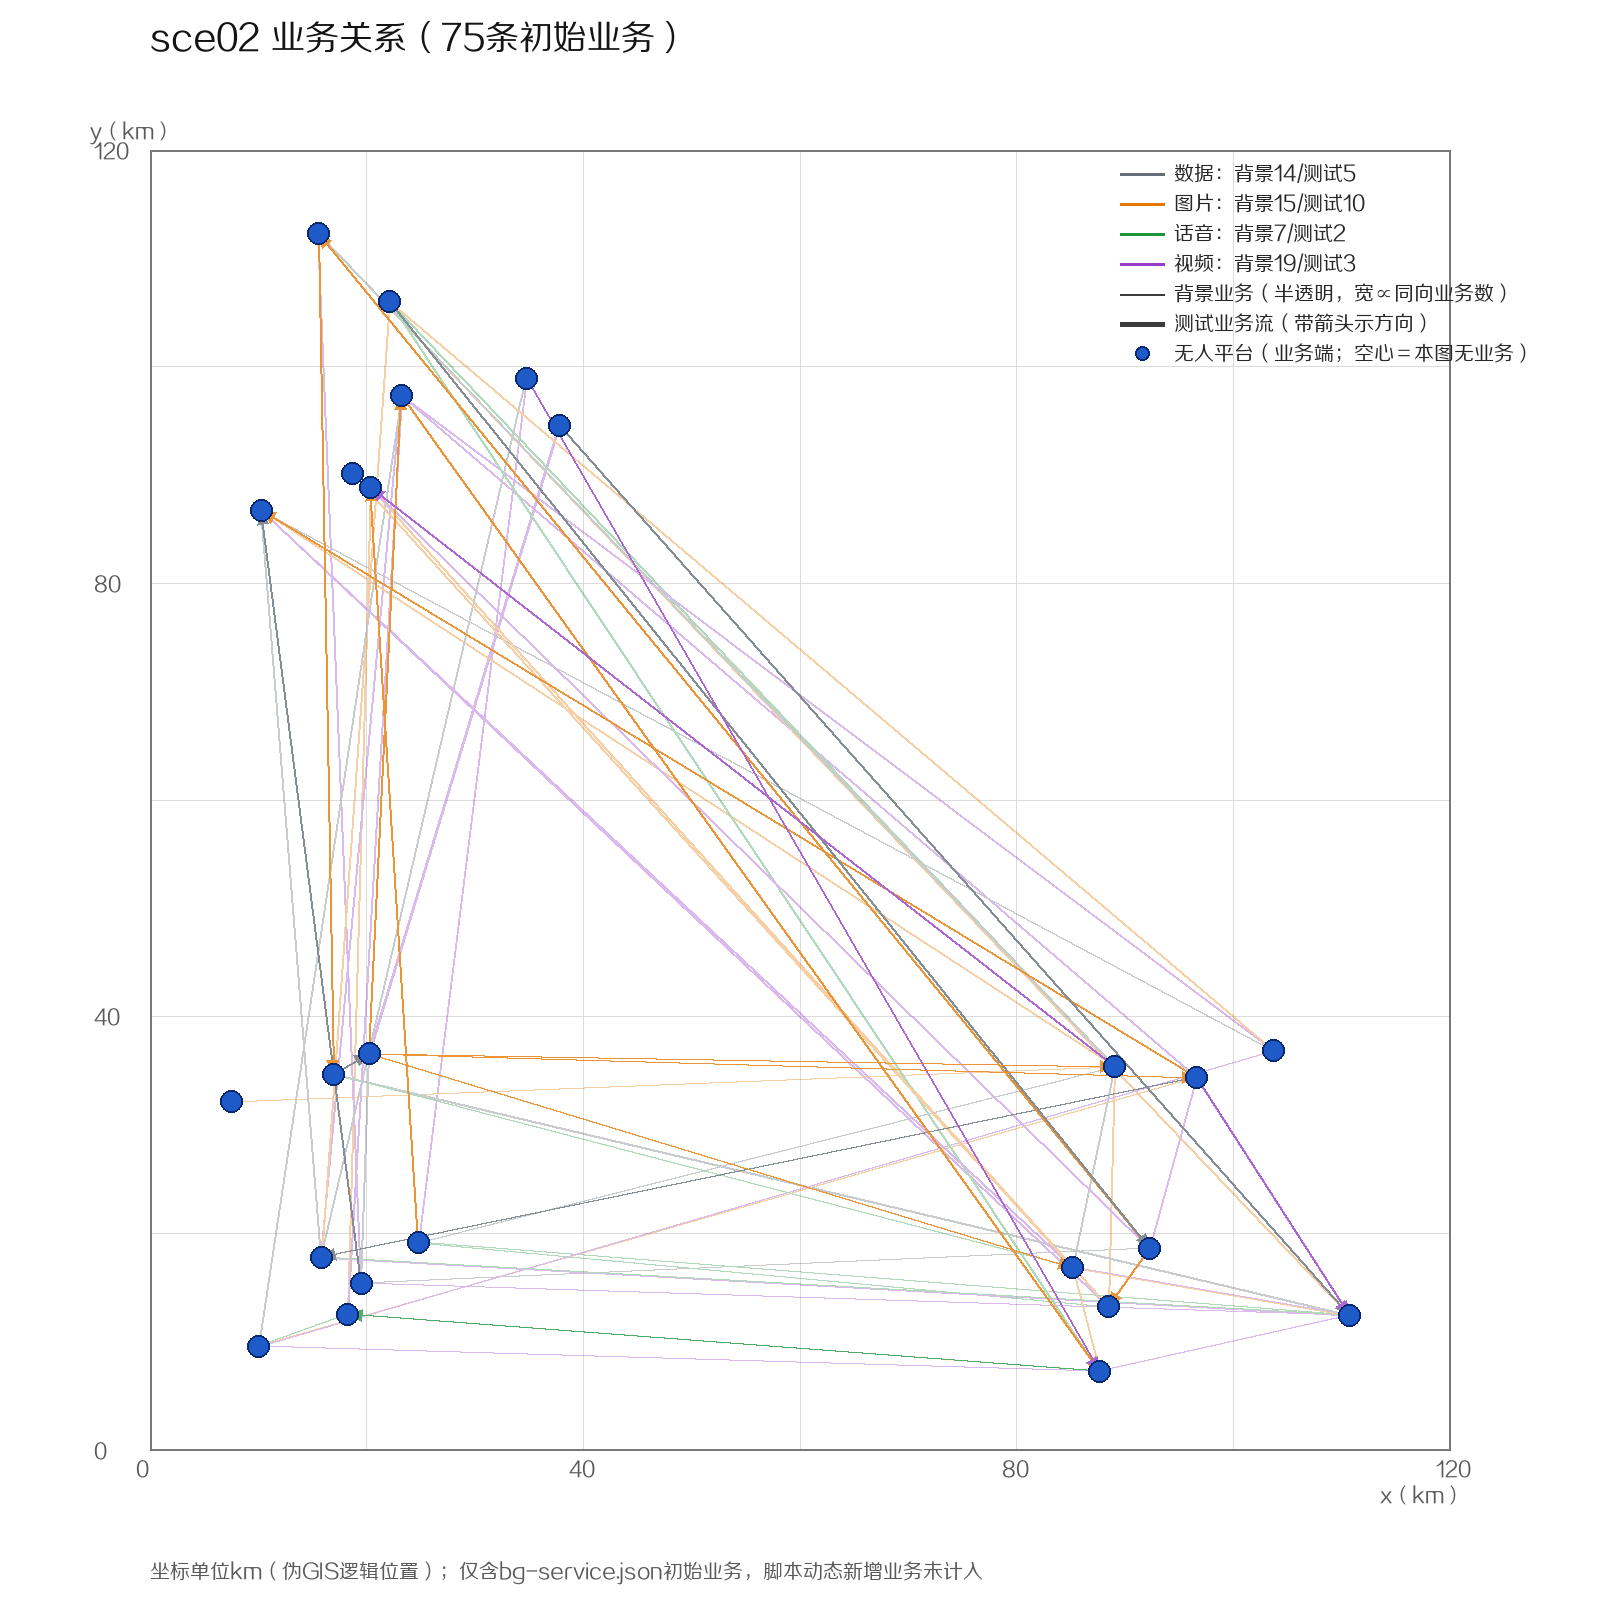 sce02 业务关系（75条初始业务）
y（km）
120
数据：背景14/测试5
图片：背景15/测试10
话音：背景7/测试2
视频：背景19/测试3
背景业务（半透明，宽∝同向业务数）
测试业务流（带箭头示方向）
无人平台（业务端；空心＝本图无业务）
80
40
0
0 40 80 120
x（km）
坐标单位km（伪GIS逻辑位置）；仅含bg-service.json初始业务，脚本动态新增业务未计入